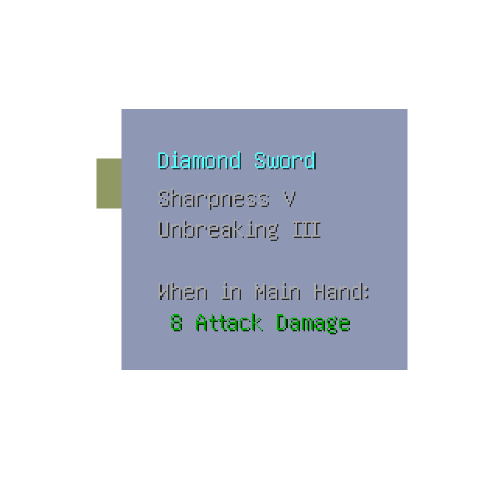 Diamond Sword
Sharpness V
Unbreaking III
When in Main Hand:
8 Attack Damage